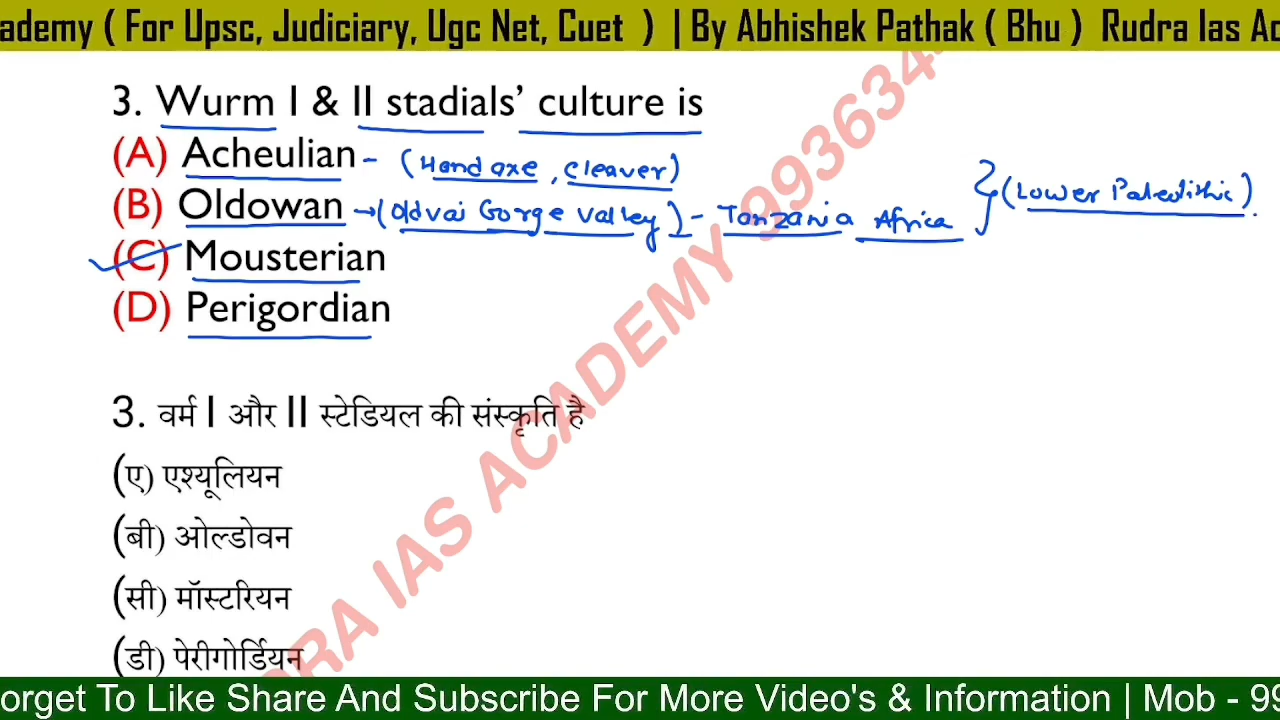 ademy ( For Upsc, Judiciary, Ugc Net, Cuet ) | By Abhishek Pathak ( Bhu ) Rudra Ias Ac
3. Wurm I & II stadials’ culture is
(A) Acheulian - (Hand axe, Cleaver)
(B) Oldowan → (Oldvai Gorge Valley) - Tanzania Africa } (Lower Paleolithic)
(C) Mousterian
(D) Perigordian
3. वर्म I और II स्टेडियल की संस्कृति है
(ए) एश्यूलियन
(बी) ओल्डोवन
(सी) मॉस्टरियन
(डी) पेरीगोर्डियन
DRA IAS ACADEMY 993634
orget To Like Share And Subscribe For More Video's & Information | Mob - 99